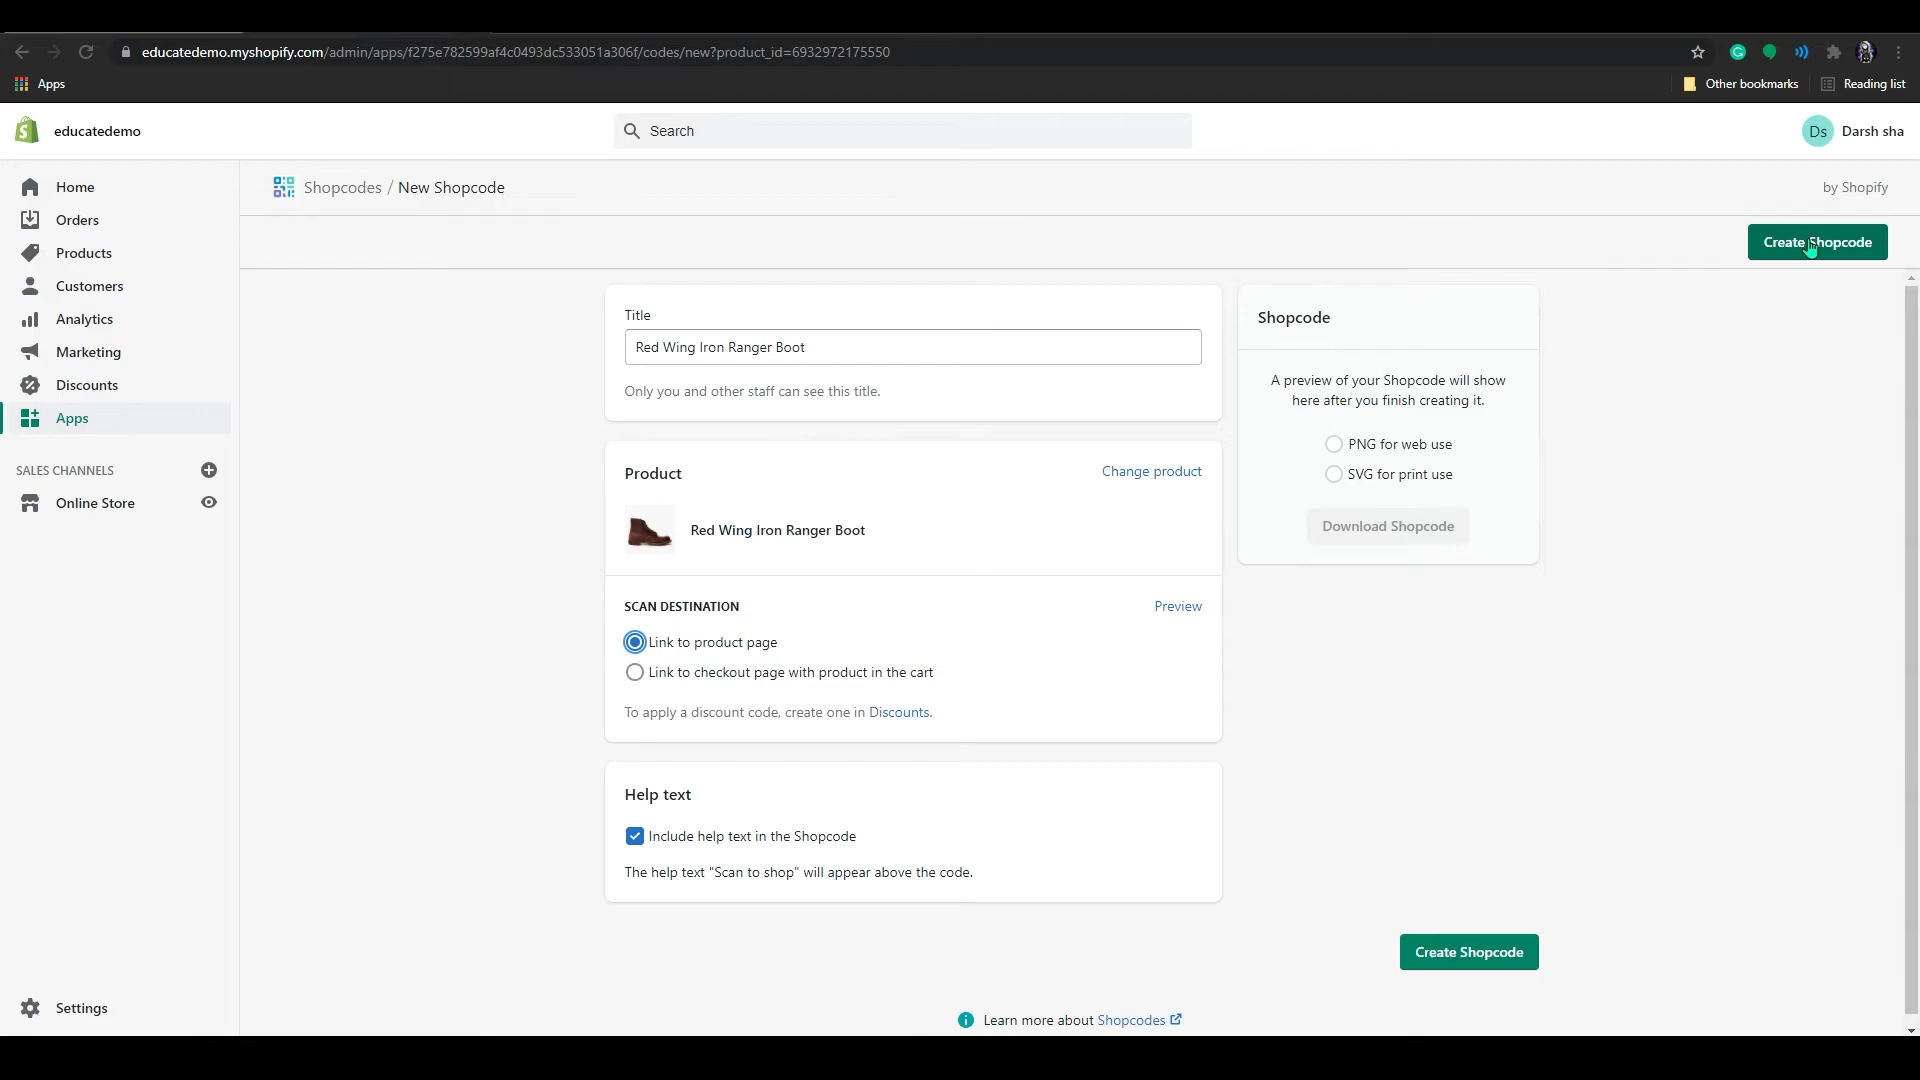 educatedemo.myshopify.com/admin/apps/f275e782599af4c0493dc533051a306f/codes/new?product_id=6932972175550
Apps
Other bookmarks
Reading list
educatedemo
Search
Ds
Darsh sha
Home
Orders
Products
Customers
Analytics
Marketing
Discounts
Apps
SALES CHANNELS
Online Store
Settings
Shopcodes / New Shopcode
by Shopify
Create Shopcode
Title
Red Wing Iron Ranger Boot
Only you and other staff can see this title.
Product
Change product
Red Wing Iron Ranger Boot
SCAN DESTINATION
Preview
Link to product page
Link to checkout page with product in the cart
To apply a discount code, create one in Discounts.
Help text
Include help text in the Shopcode
The help text "Scan to shop" will appear above the code.
Shopcode
A preview of your Shopcode will show
here after you finish creating it.
PNG for web use
SVG for print use
Download Shopcode
Create Shopcode
Learn more about Shopcodes